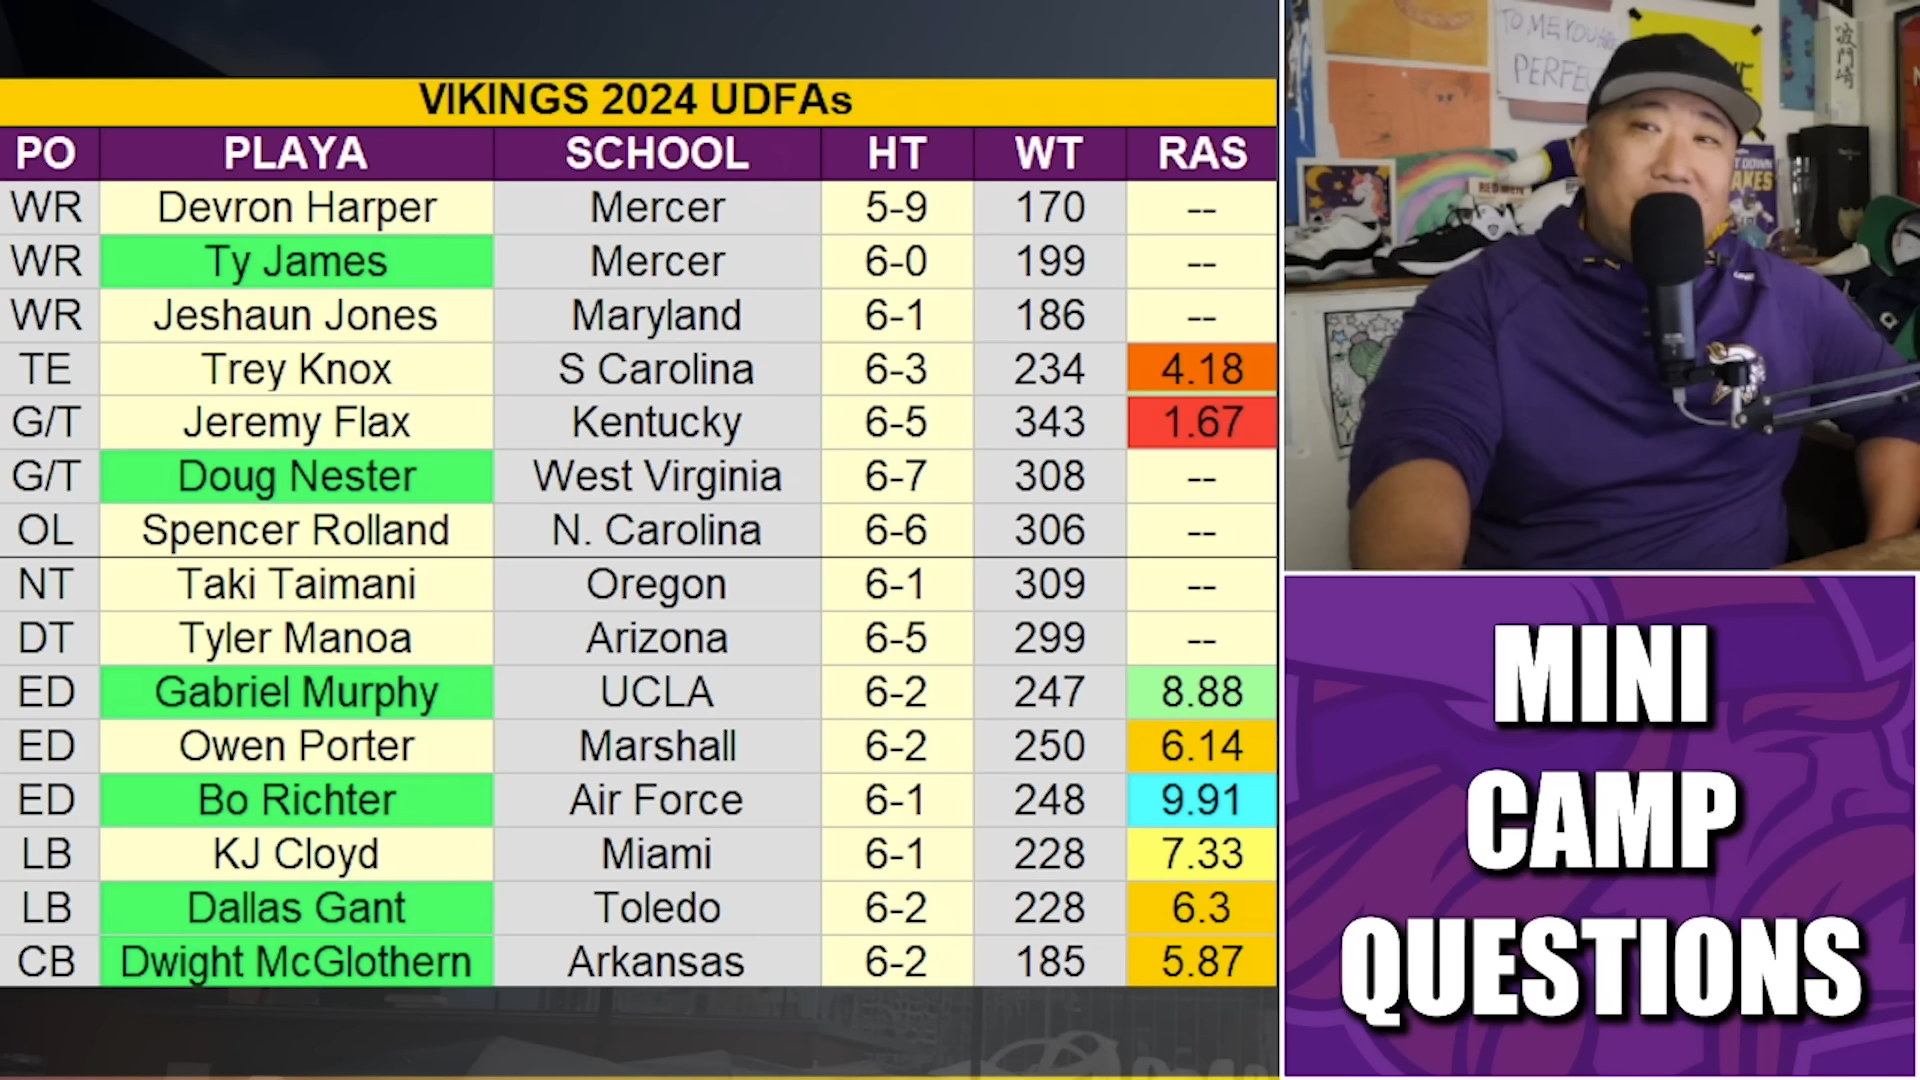 VIKINGS 2024 UDFAs
PO PLAYA SCHOOL HT WT RAS
WR Devron Harper Mercer 5-9 170 --
WR Ty James Mercer 6-0 199 --
WR Jeshaun Jones Maryland 6-1 186 --
TE Trey Knox S Carolina 6-3 234 4.18
G/T Jeremy Flax Kentucky 6-5 343 1.67
G/T Doug Nester West Virginia 6-7 308 --
OL Spencer Rolland N. Carolina 6-6 306 --
NT Taki Taimani Oregon 6-1 309 --
DT Tyler Manoa Arizona 6-5 299 --
ED Gabriel Murphy UCLA 6-2 247 8.88
ED Owen Porter Marshall 6-2 250 6.14
ED Bo Richter Air Force 6-1 248 9.91
LB KJ Cloyd Miami 6-1 228 7.33
LB Dallas Gant Toledo 6-2 228 6.3
CB Dwight McGlothern Arkansas 6-2 185 5.87
TO ME YOU
PERFE
MINI
CAMP
QUESTIONS